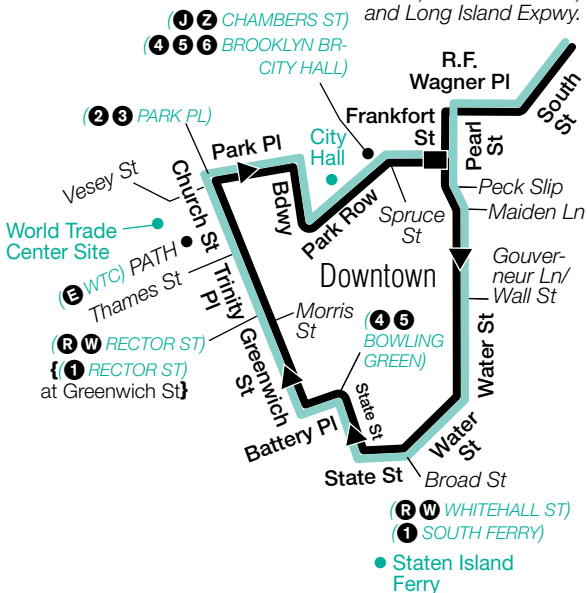 and Long Island Expwy.
(J Z CHAMBERS ST)
(4 5 6 BROOKLYN BR-
CITY HALL)
R.F.
Wagner Pl
South
St
(2 3 PARK PL)
Park Pl
City
Hall
Frankfort
St
Pearl
St
Vesey St
Church St
Bdwy
Park Row
Spruce
St
Peck Slip
Maiden Ln
World Trade
Center Site
(E WTC) PATH
Thames St
Trinity
Pl
Downtown
Gouver-
neur Ln/
Wall St
Morris
St
(4 5
BOWLING
GREEN)
(R W RECTOR ST)
{(1 RECTOR ST)
at Greenwich St}
Greenwich
St
Water St
State St
Battery Pl
Water
St
State St
Broad St
(R W WHITEHALL ST)
(1 SOUTH FERRY)
Staten Island
Ferry